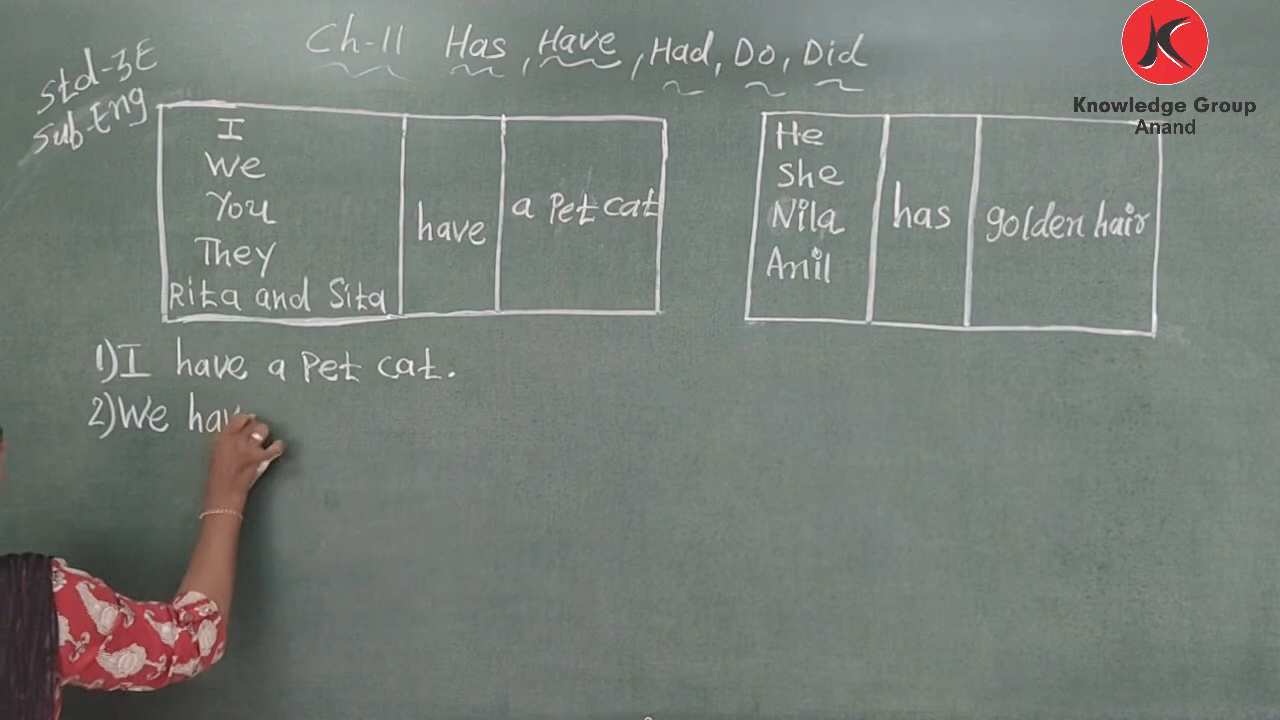 Ch-11 Has, Have, Had, Do, Did
Std-3E
Sub-Eng
Knowledge Group
Anand
I
We
You
They
Rita and Sita
have
a Pet cat
He
She
Nila
Anil
has
golden hair
1) I have a Pet cat.
2) We hav